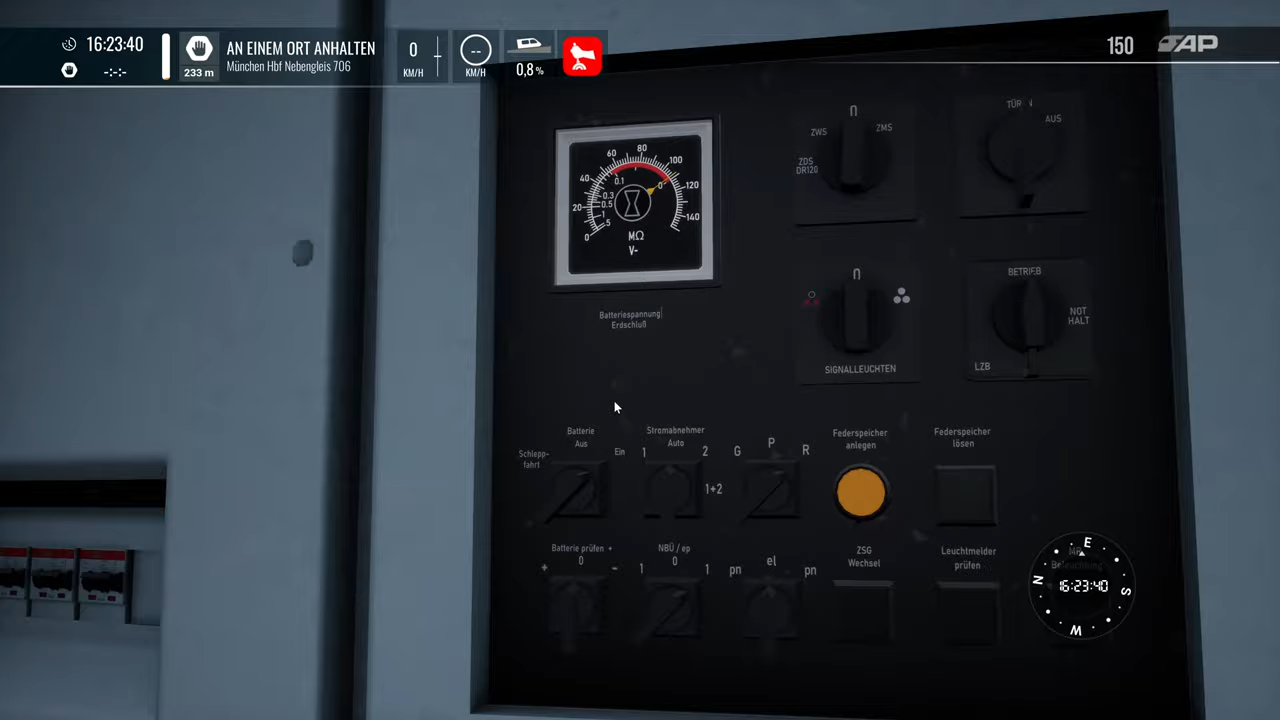 16:23:40
-:-:-
233 m
AN EINEM ORT ANHALTEN
München Hbf Nebengleis 706
0
KM/H
--
KM/H
0,8 %
150 AP
0 20 40 60 80 100 120 140
5 1 0.5 0.3 0.1 0
MΩ
V-
Batteriespannung
Erdschluß
ZDS
DR120
ZWS
ZMS
AUS
SIGNALLEUCHTEN
BETRIEB
NOT
HALT
LZB
Batterie
Aus
Schlepp-
fahrt
Ein
Stromabnehmer
Auto
1 2
1+2
G P R
Federspeicher
anlegen
Federspeicher
lösen
Batterie prüfen +
+ 0 -
NBÜ / ep
1 0 1
pn el pn
ZSG
Wechsel
Leuchtmelder
prüfen
N E S W
16:23:40